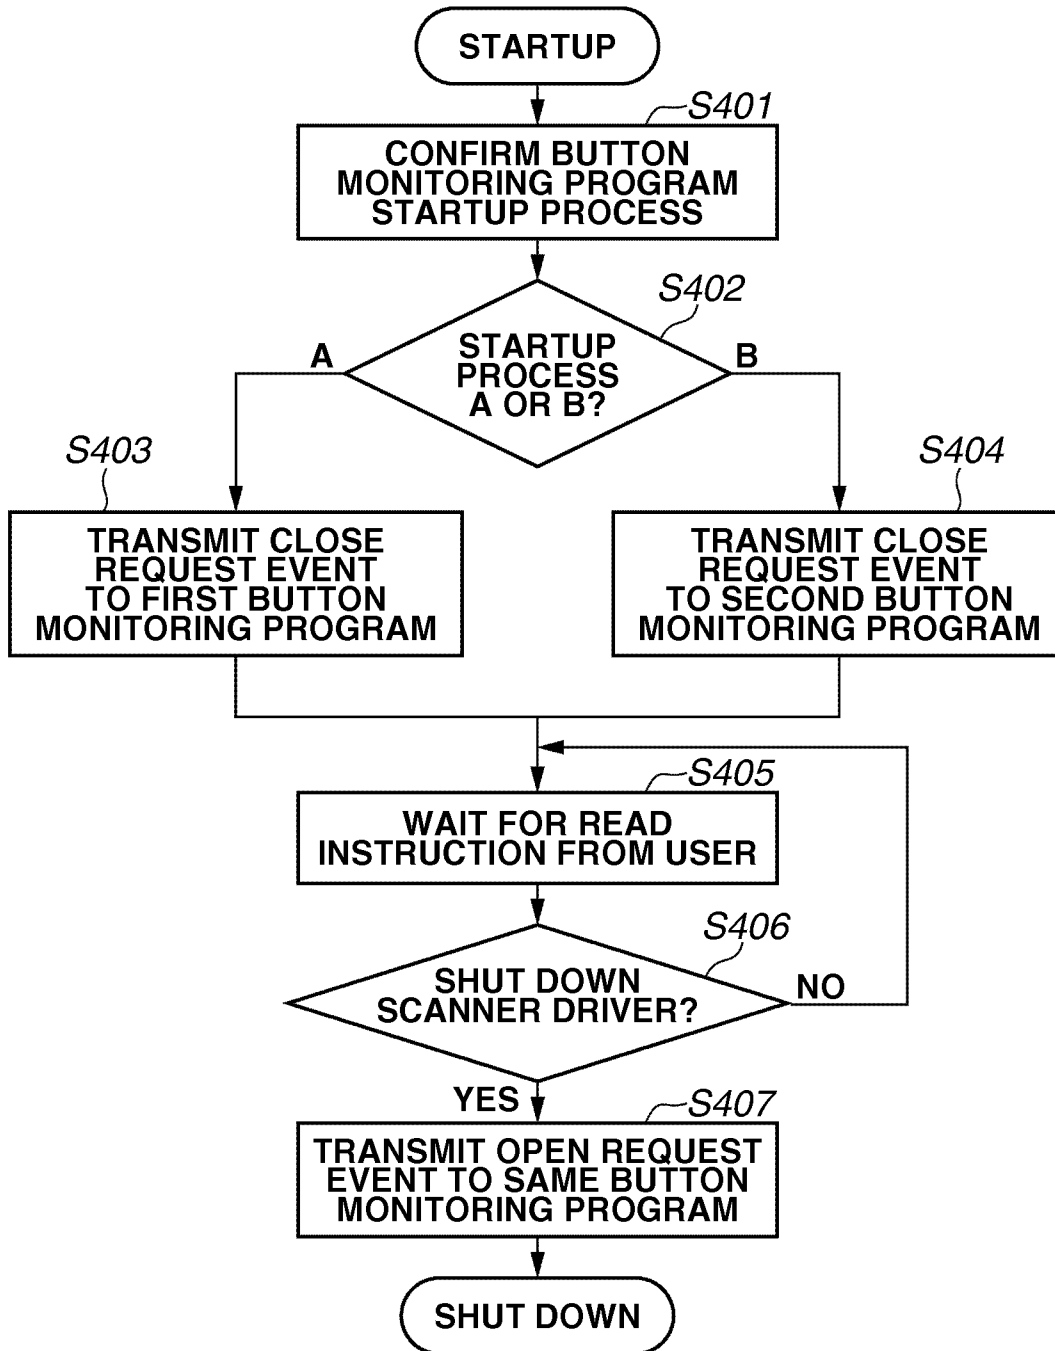 STARTUP
S401
CONFIRM BUTTON
MONITORING PROGRAM
STARTUP PROCESS
S402
STARTUP
PROCESS
A OR B?
A
B
S403
TRANSMIT CLOSE
REQUEST EVENT
TO FIRST BUTTON
MONITORING PROGRAM
S404
TRANSMIT CLOSE
REQUEST EVENT
TO SECOND BUTTON
MONITORING PROGRAM
S405
WAIT FOR READ
INSTRUCTION FROM USER
S406
SHUT DOWN
SCANNER DRIVER?
NO
YES
S407
TRANSMIT OPEN REQUEST
EVENT TO SAME BUTTON
MONITORING PROGRAM
SHUT DOWN